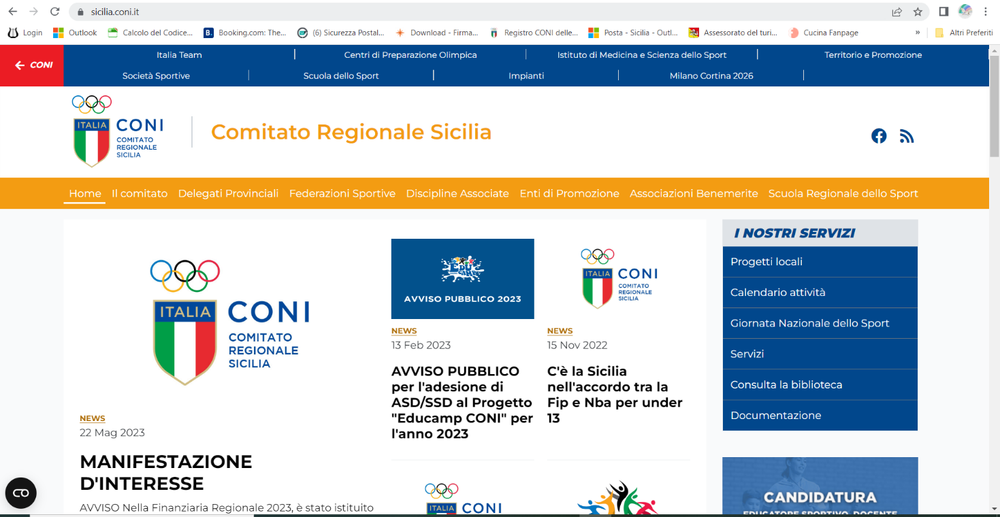 sicilia.coni.it
Login
Outlook
Calcolo del Codice...
Booking.com: The...
(6) Sicurezza Postal...
Download - Firma...
Registro CONI delle...
Posta - Sicilia - Outl...
Assessorato del turi...
Cucina Fanpage
»
Altri Preferiti
CONI
Italia Team
Centri di Preparazione Olimpica
Istituto di Medicina e Scienza dello Sport
Territorio e Promozione
Società Sportive
Scuola dello Sport
Impianti
Milano Cortina 2026
ITALIA
CONI
COMITATO
REGIONALE
SICILIA
Comitato Regionale Sicilia
Home
Il comitato
Delegati Provinciali
Federazioni Sportive
Discipline Associate
Enti di Promozione
Associazioni Benemerite
Scuola Regionale dello Sport
ITALIA
CONI
COMITATO
REGIONALE
SICILIA
NEWS
22 Mag 2023
MANIFESTAZIONE
D'INTERESSE
AVVISO Nella Finanziaria Regionale 2023, è stato istituito
EDU
CAMP
AVVISO PUBBLICO 2023
NEWS
13 Feb 2023
AVVISO PUBBLICO
per l'adesione di
ASD/SSD al Progetto
"Educamp CONI" per
l'anno 2023
ITALIA
CONI
COMITATO
REGIONALE
SICILIA
NEWS
15 Nov 2022
C'è la Sicilia
nell'accordo tra la
Fip e Nba per under
13
ITALIA
CONI
I NOSTRI SERVIZI
Progetti locali
Calendario attività
Giornata Nazionale dello Sport
Servizi
Consulta la biblioteca
Documentazione
CANDIDATURA
EDUCATORE SPORTIVO, DOCENTE